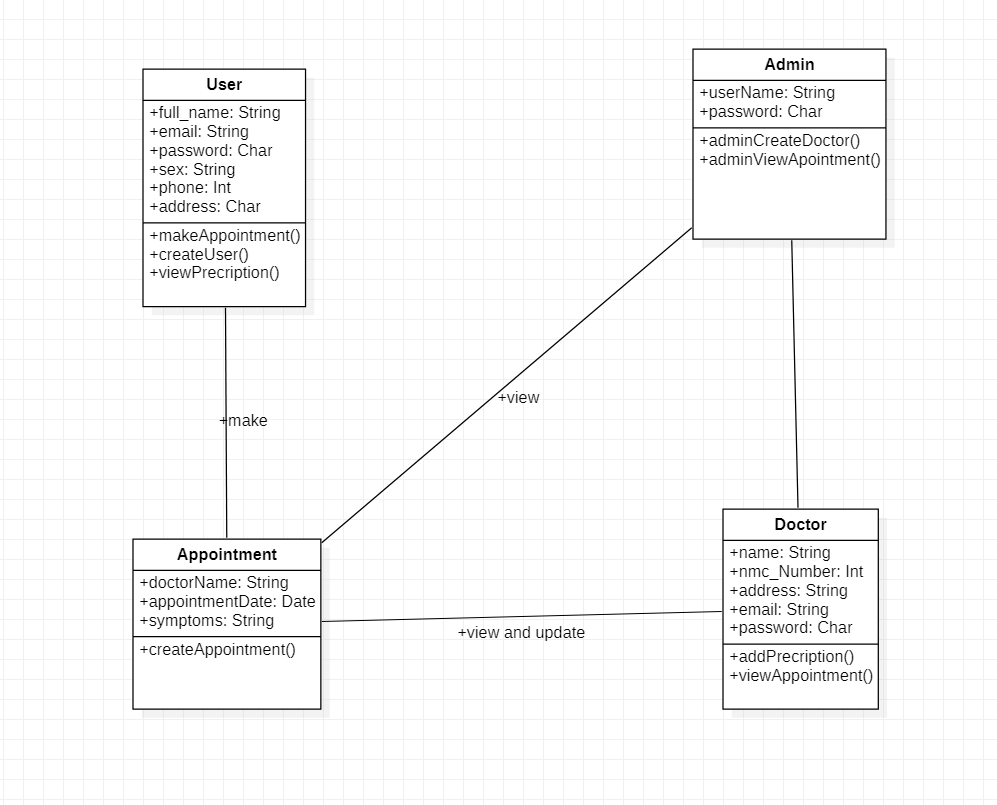 User
+full_name: String
+email: String
+password: Char
+sex: String
+phone: Int
+address: Char
+makeAppointment()
+createUser()
+viewPrecription()
Admin
+userName: String
+password: Char
+adminCreateDoctor()
+adminViewApointment()
+make
+view
Appointment
+doctorName: String
+appointmentDate: Date
+symptoms: String
+createAppointment()
+view and update
Doctor
+name: String
+nmc_Number: Int
+address: String
+email: String
+password: Char
+addPrecription()
+viewAppointment()